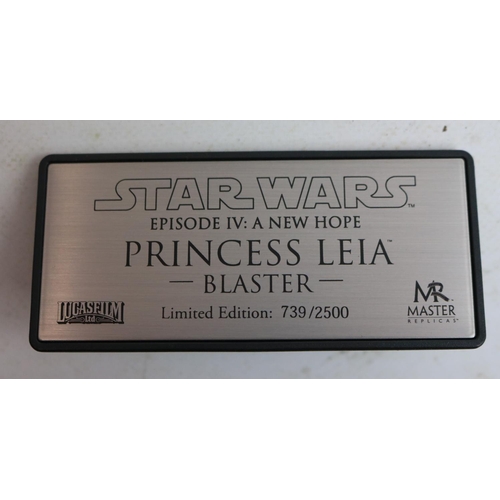 STAR WARS
EPISODE IV: A NEW HOPE
PRINCESS LEIA™
— BLASTER —
Limited Edition: 739/2500
LUCASFILM
Ltd.
MR
MASTER
REPLICAS